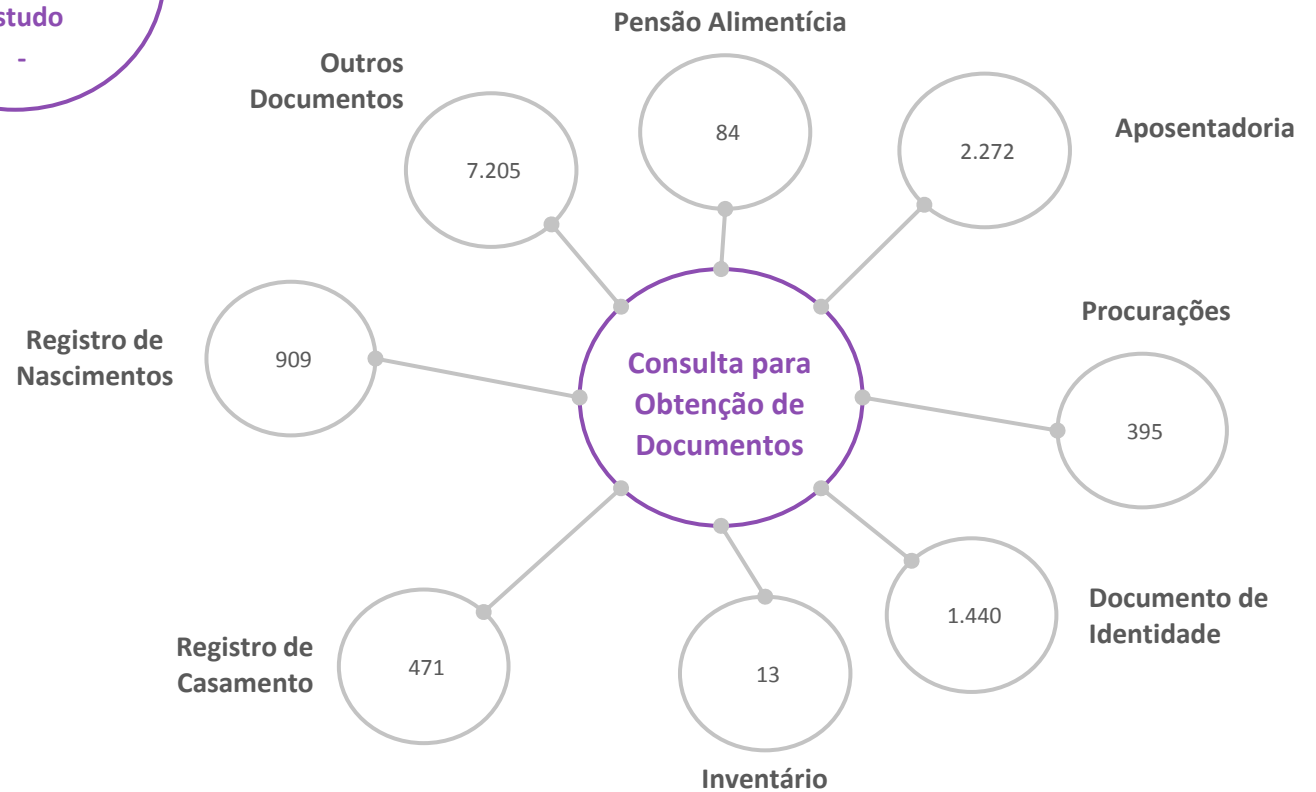 studo
-
Pensão Alimentícia
84
Outros
Documentos
7.205
Aposentadoria
2.272
Procurações
395
Registro de
Nascimentos
909
Consulta para
Obtenção de
Documentos
Documento de
Identidade
1.440
Registro de
Casamento
471
13
Inventário